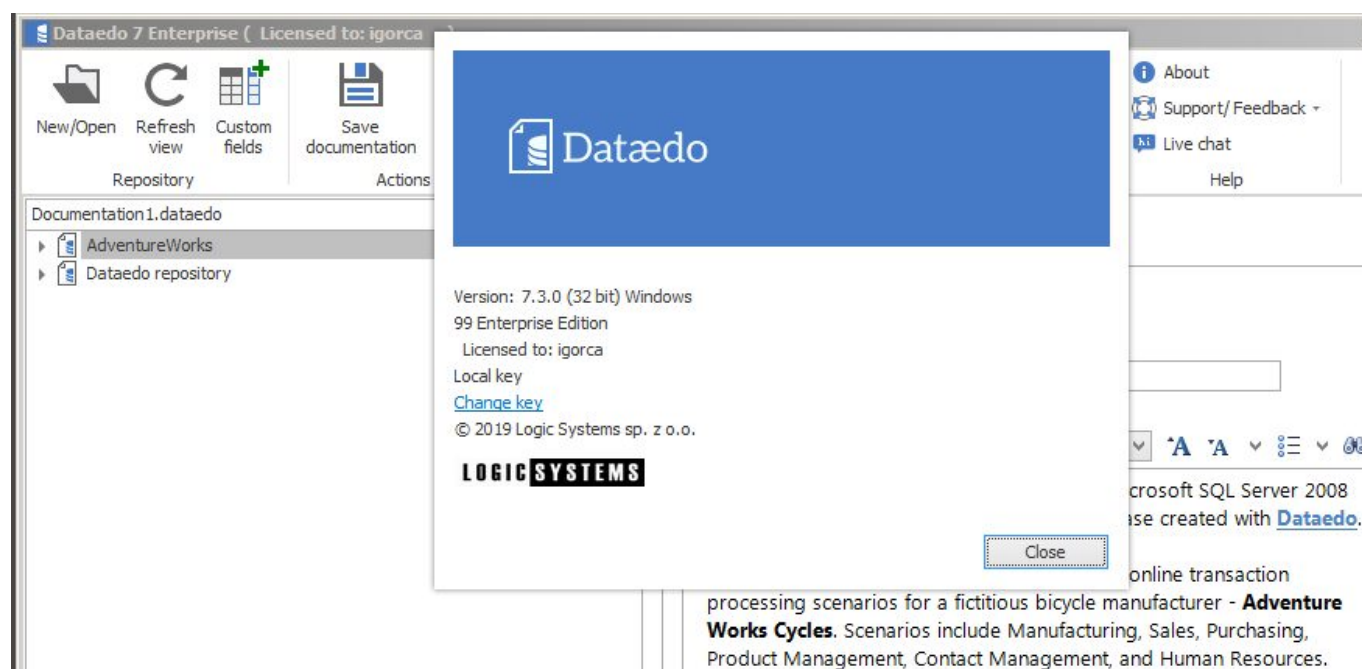 Dataedo 7 Enterprise ( Licensed to: igorca )
New/Open
Refresh view
Custom fields
Save documentation
Repository
Actions
About
Support/ Feedback
Live chat
Help
Documentation1.dataedo
AdventureWorks
Dataedo repository
Datædo
Version: 7.3.0 (32 bit) Windows
99 Enterprise Edition
Licensed to: igorca
Local key
Change key
© 2019 Logic Systems sp. z o.o.
LOGIC SYSTEMS
Close
crosoft SQL Server 2008
ase created with Dataedo.
online transaction
processing scenarios for a fictitious bicycle manufacturer - Adventure
Works Cycles. Scenarios include Manufacturing, Sales, Purchasing,
Product Management, Contact Management, and Human Resources.